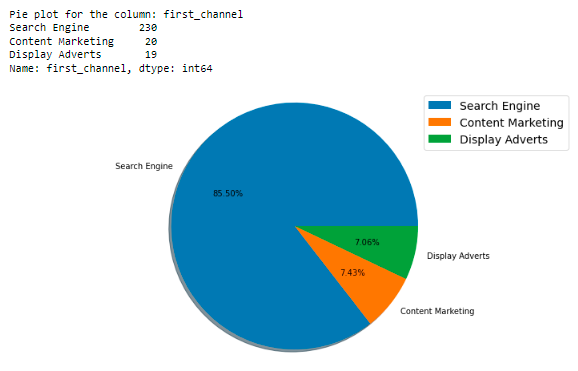 Pie plot for the column: first_channel
Search Engine 230
Content Marketing 20
Display Adverts 19
Name: first_channel, dtype: int64
Search Engine
Content Marketing
Display Adverts
Search Engine
85.50%
7.06%
Display Adverts
7.43%
Content Marketing